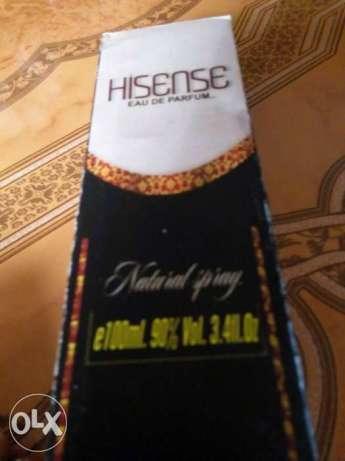 HISENSE
EAU DE PARFUM
Natural spray
e100ml. 90% Vol. 3.4fl.Oz
OLX